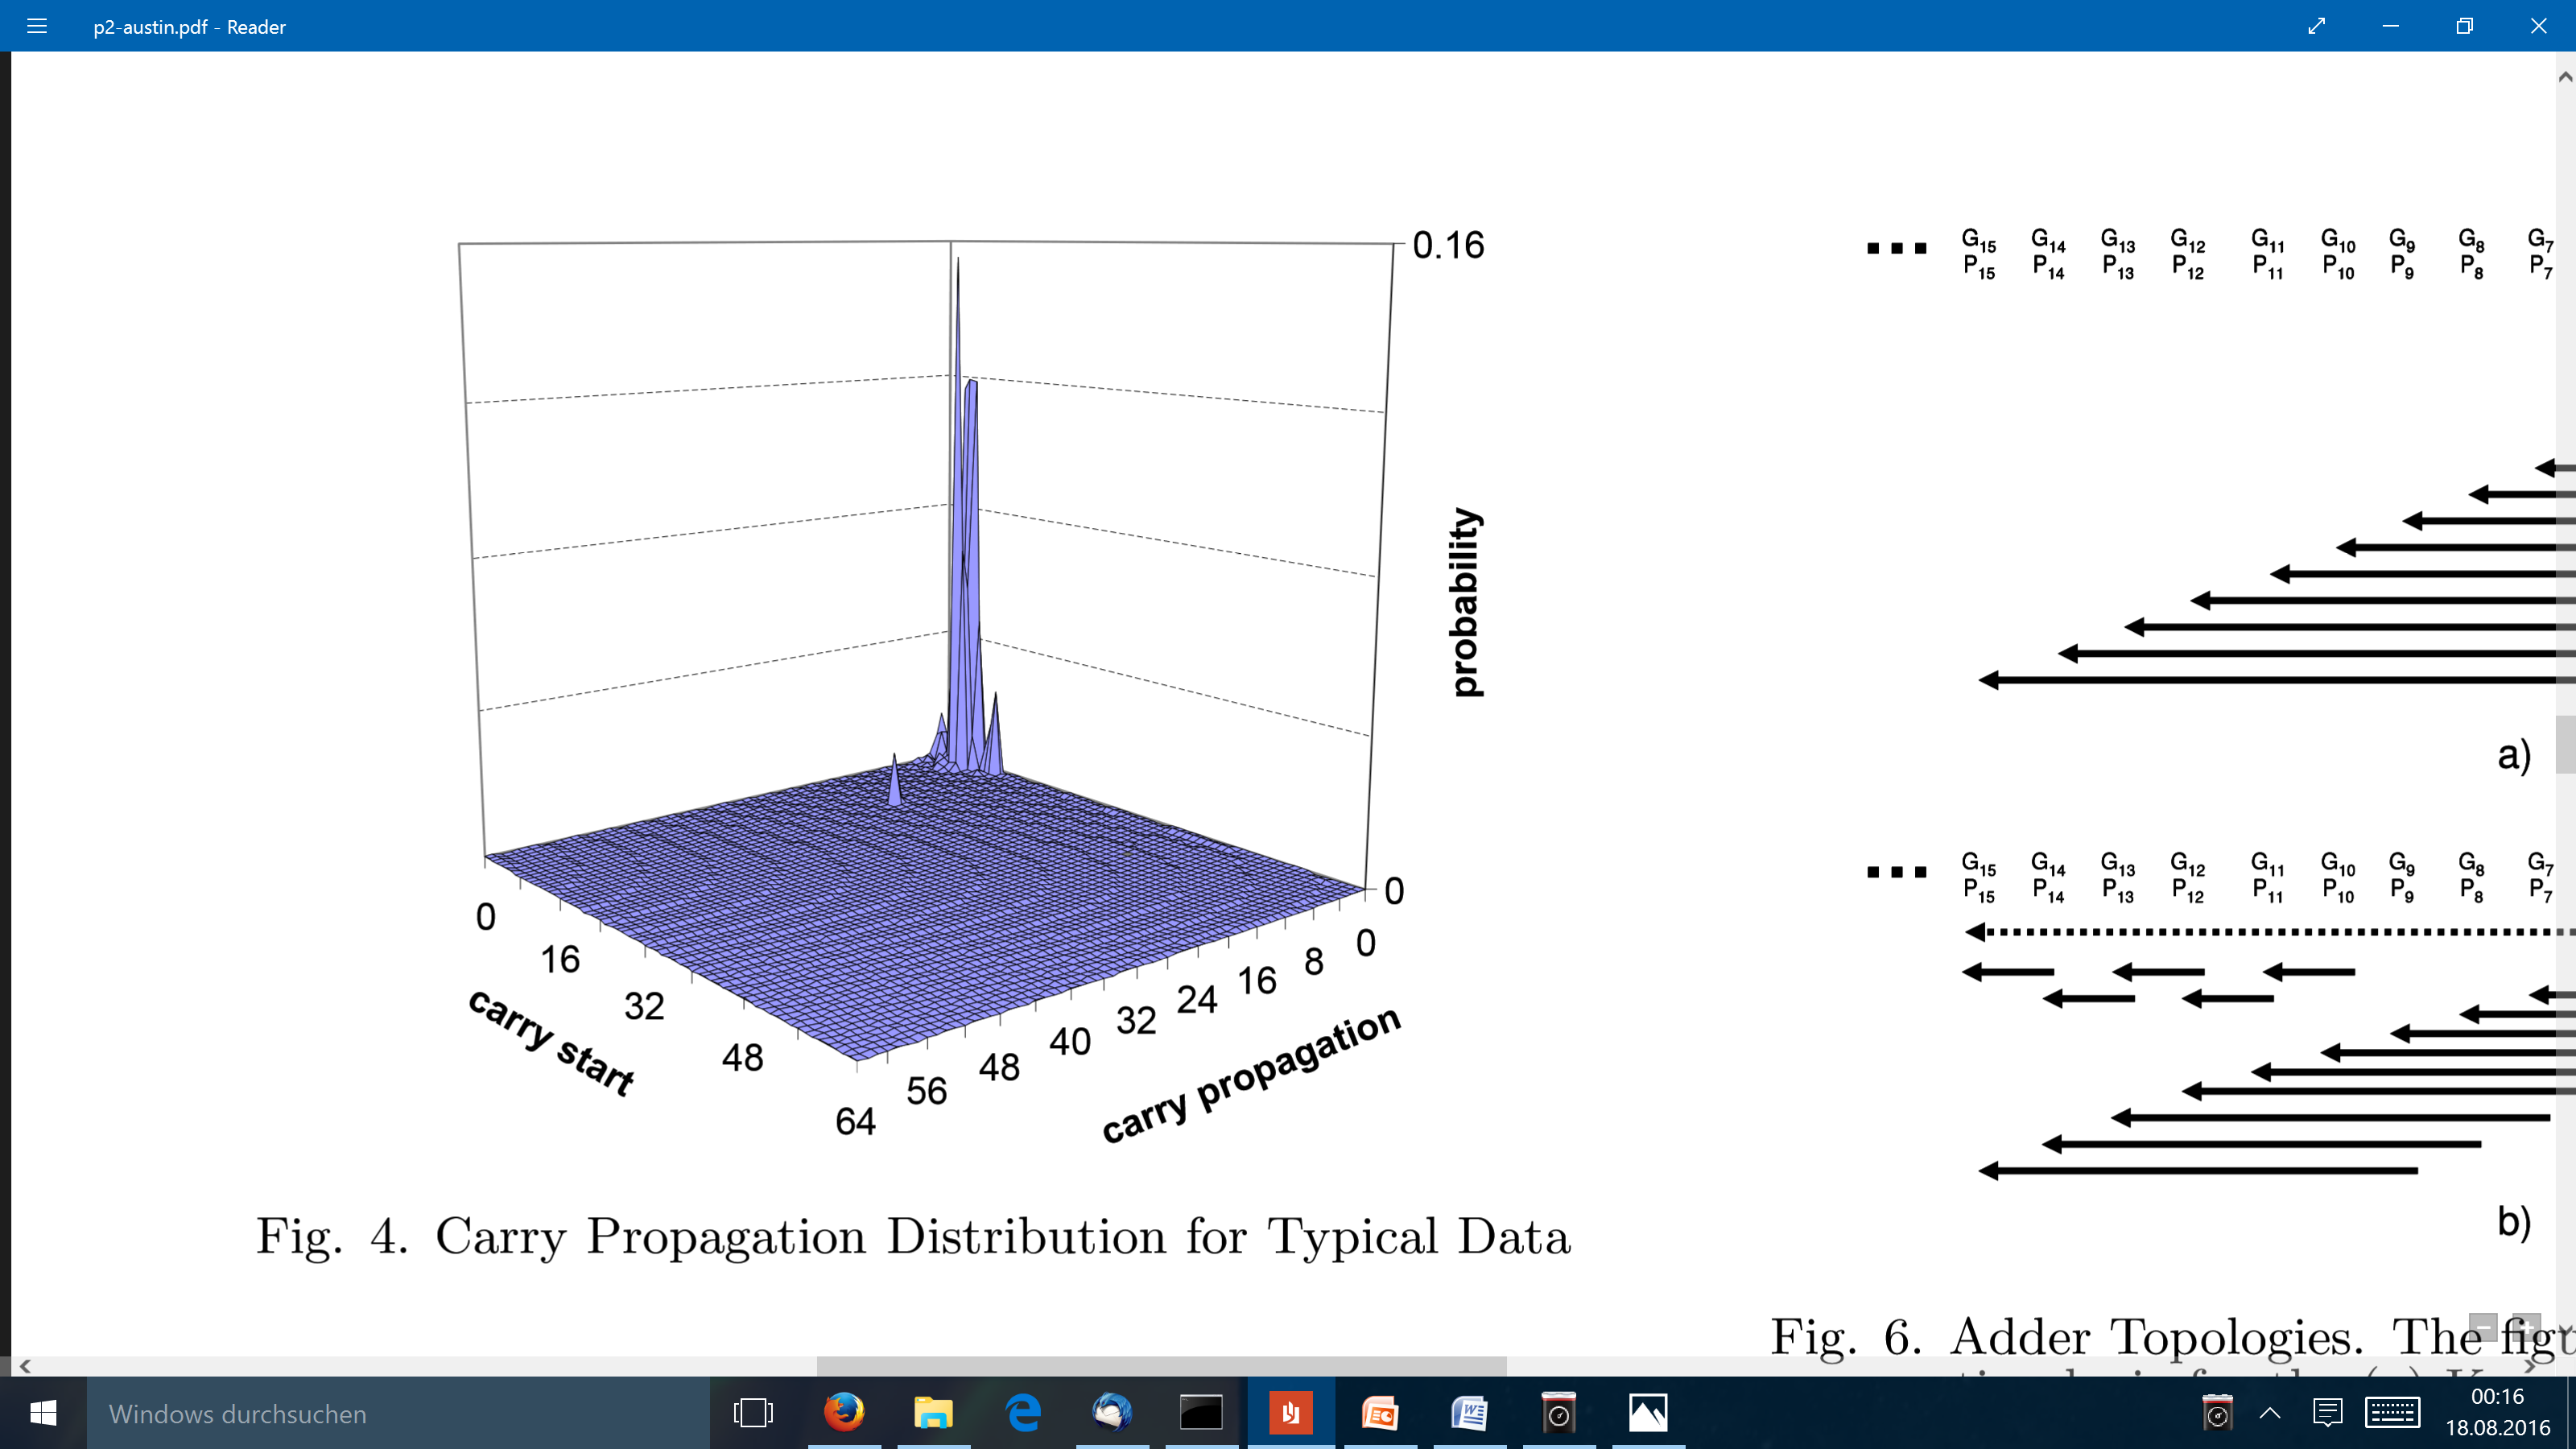 p2-austin.pdf - Reader
0.16
probability
0
0
16
32
48
64
carry start
56
48
40
32
24
16
8
0
carry propagation
Fig. 4. Carry Propagation Distribution for Typical Data
G15 G14 G13 G12 G11 G10 G9 G8 G7
P15 P14 P13 P12 P11 P10 P9 P8 P7
a)
G15 G14 G13 G12 G11 G10 G9 G8 G7
P15 P14 P13 P12 P11 P10 P9 P8 P7
b)
Fig. 6. Adder Topologies. The
Windows durchsuchen
00:16
18.08.2016